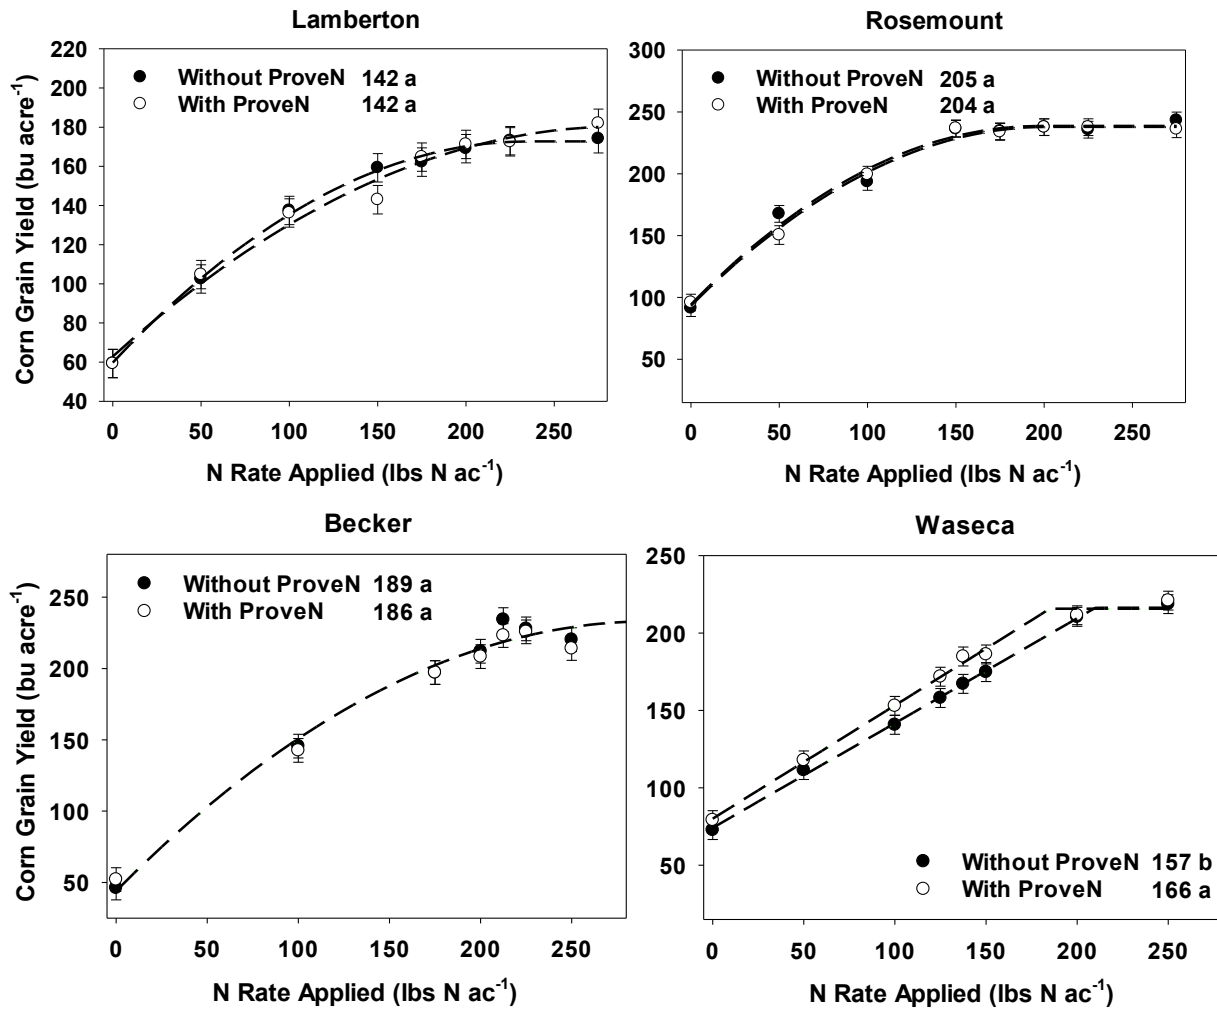 Lamberton
220
200
180
160
140
120
100
80
60
40
Without ProveN 142 a
With ProveN 142 a
0 50 100 150 200 250
N Rate Applied (lbs N ac⁻¹)
Corn Grain Yield (bu acre⁻¹)
Rosemount
300
250
200
150
100
50
Without ProveN 205 a
With ProveN 204 a
0 50 100 150 200 250
N Rate Applied (lbs N ac⁻¹)
Becker
250
200
150
100
50
Without ProveN 189 a
With ProveN 186 a
0 50 100 150 200 250
N Rate Applied (lbs N ac⁻¹)
Corn Grain Yield (bu acre⁻¹)
Waseca
250
200
150
100
50
Without ProveN 157 b
With ProveN 166 a
0 50 100 150 200 250
N Rate Applied (lbs N ac⁻¹)